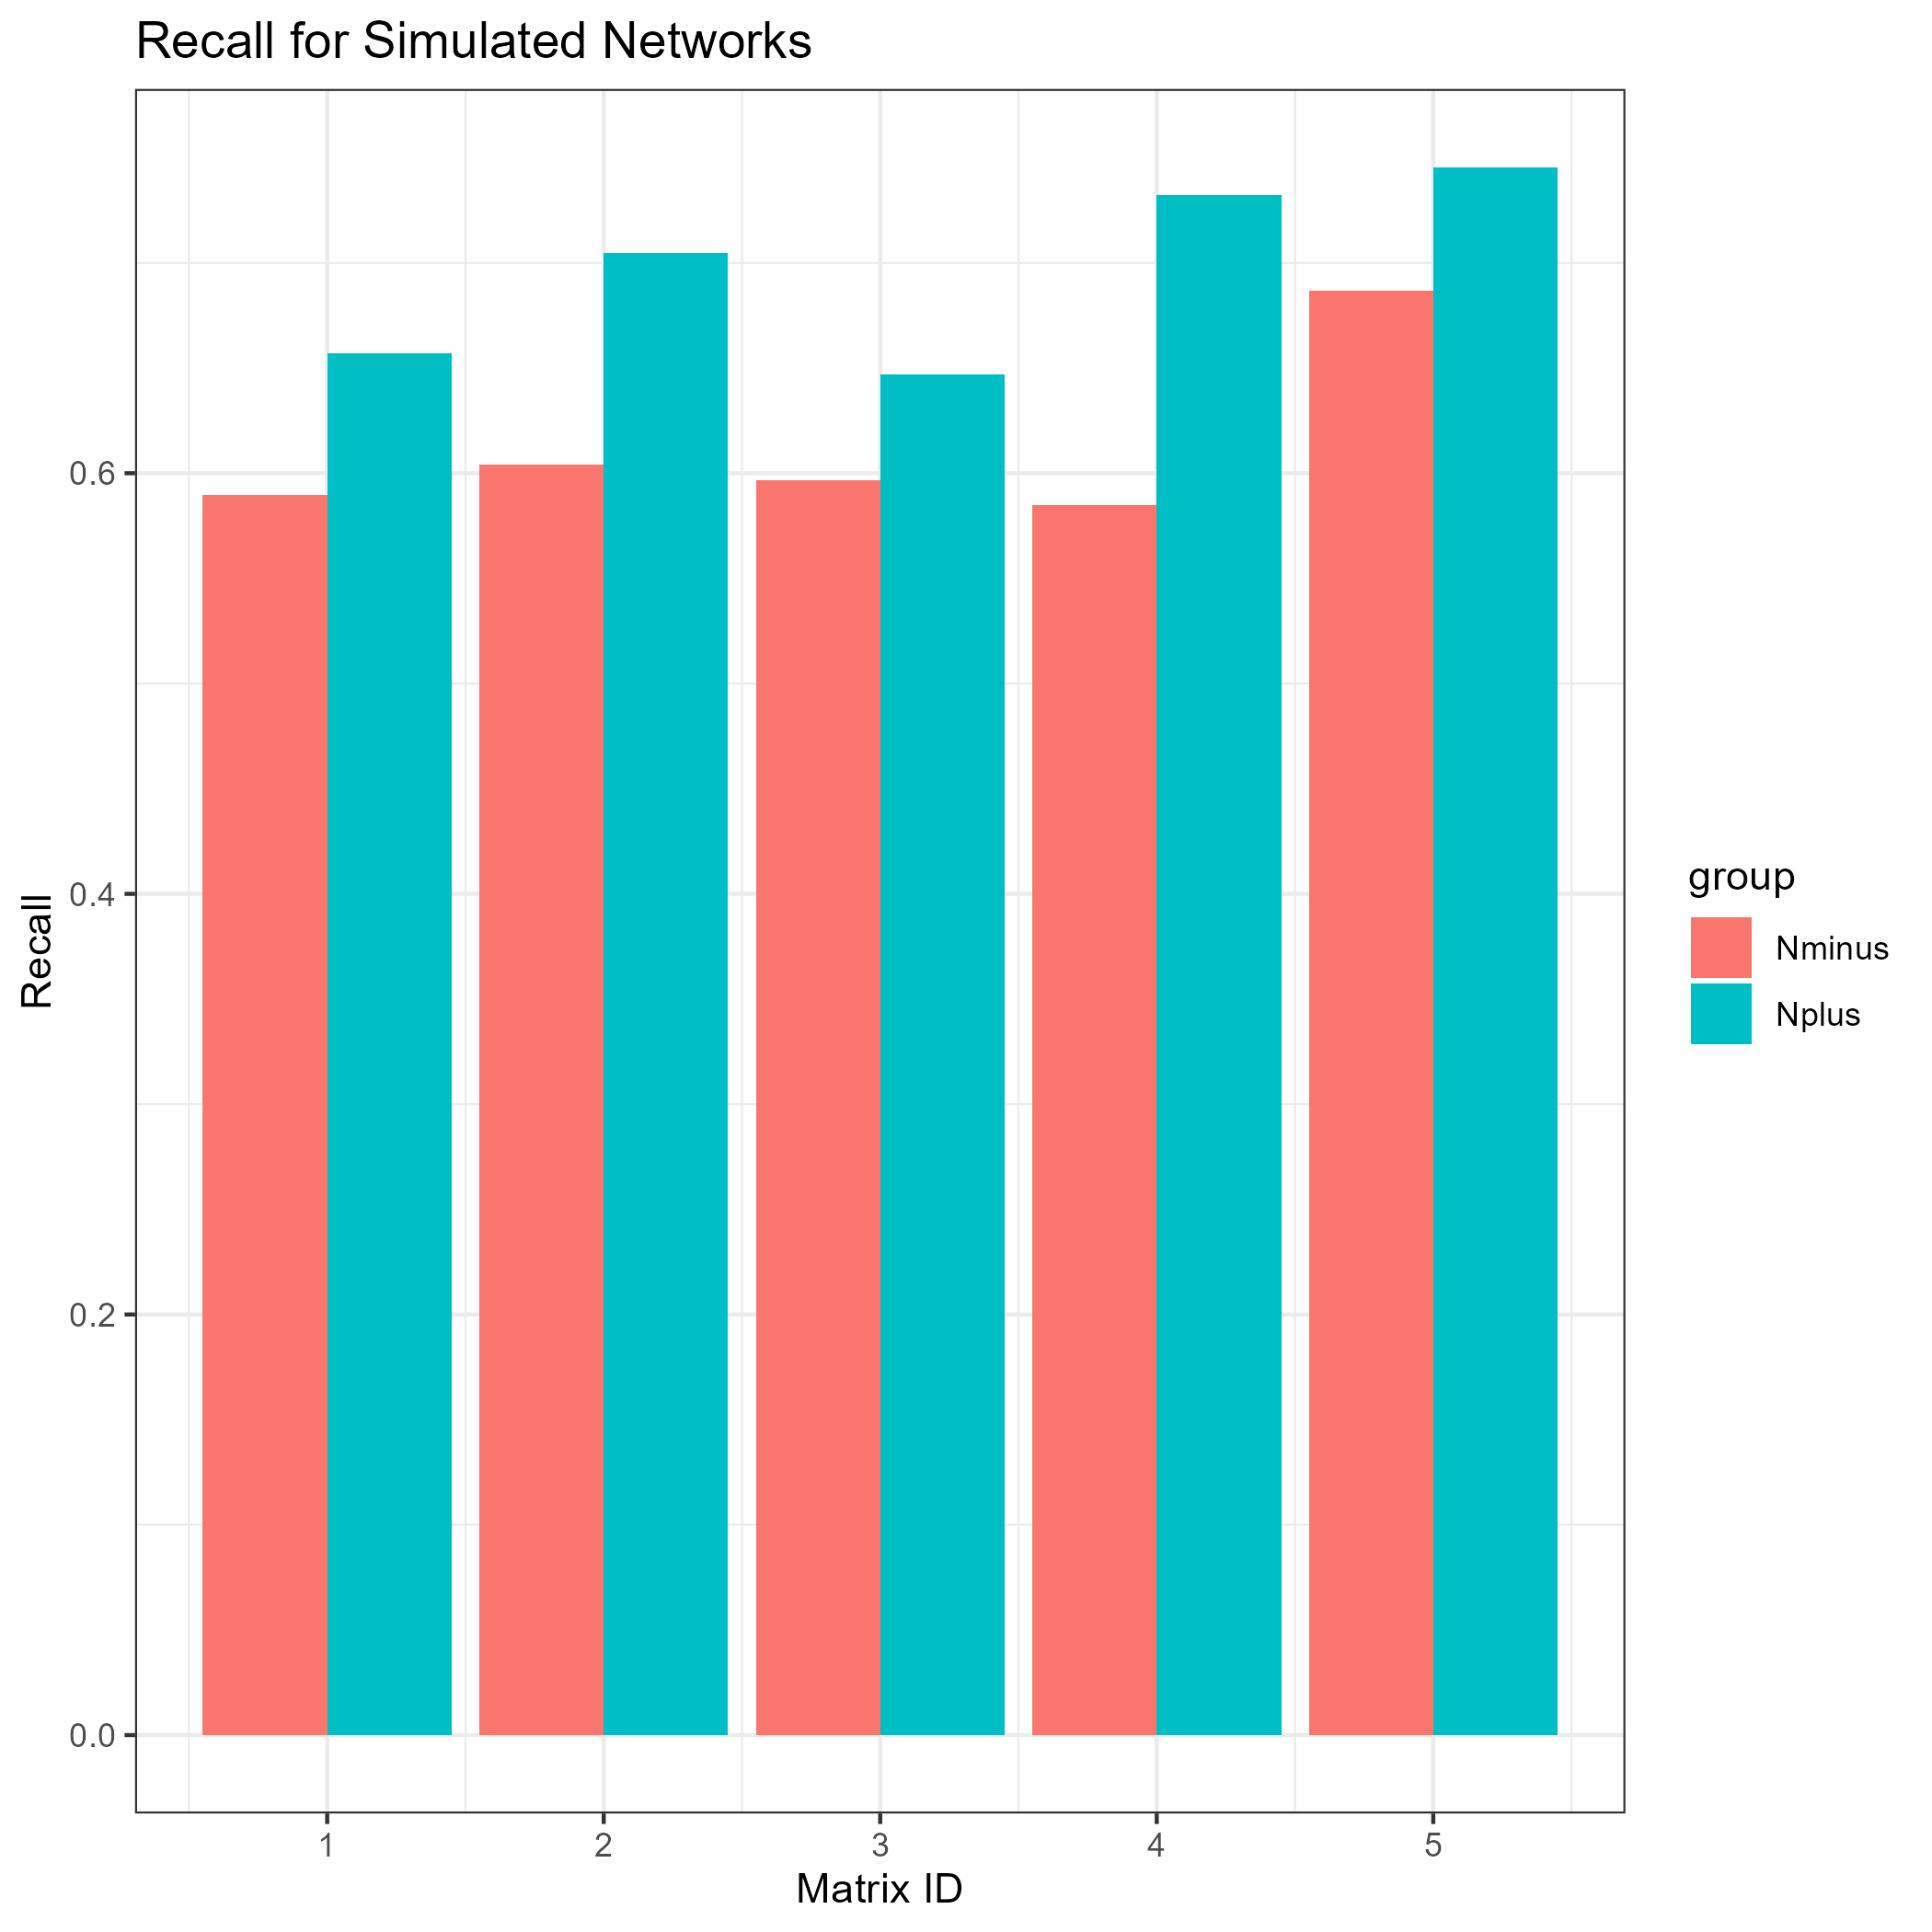 Recall for Simulated Networks
Recall
0.6
0.4
0.2
0.0
1 2 3 4 5
Matrix ID
group
Nminus
Nplus